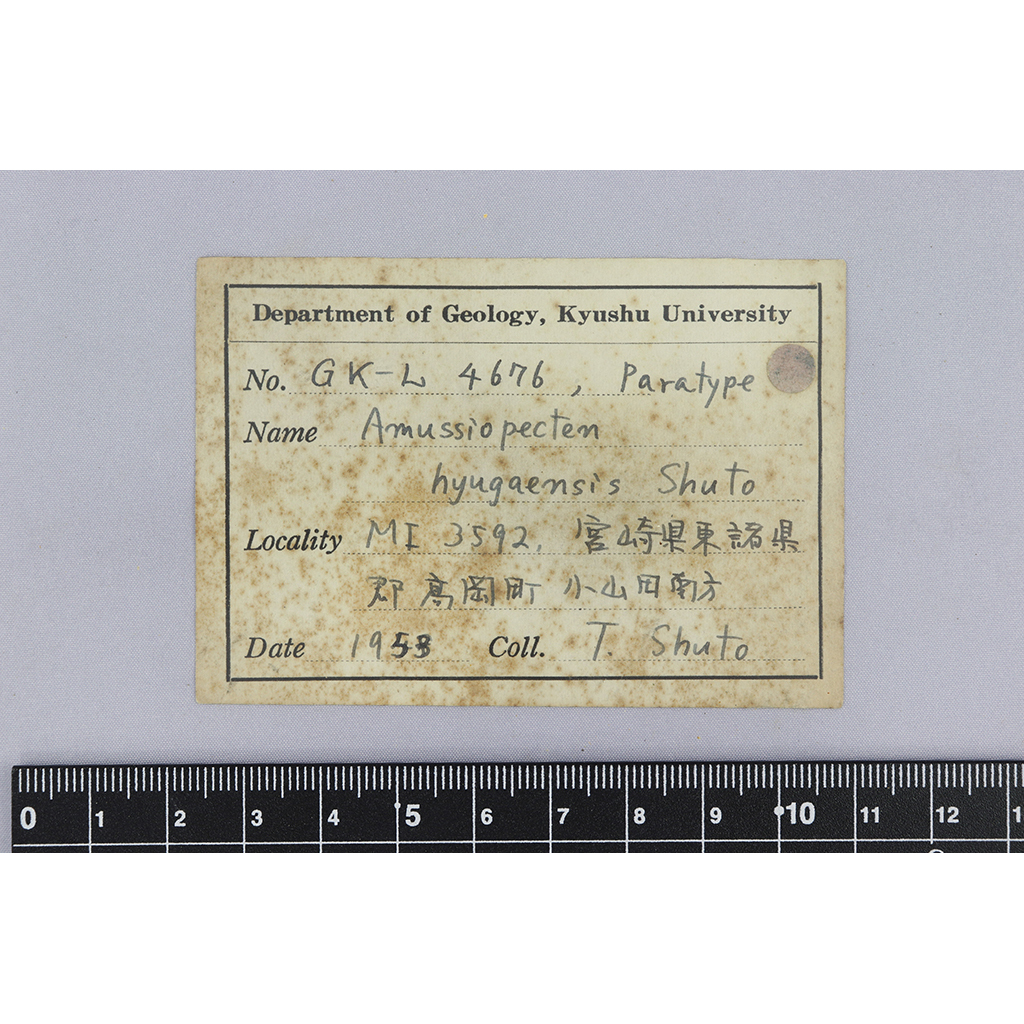 Department of Geology, Kyushu University
No. GK-L 4676, Paratype
Name Amussiopecten
hyugaensis Shuto
Locality MI 3592. 宮崎県東諸県
郡高岡町 小山田南方
Date 1953 Coll. T. Shuto
0 1 2 3 4 5 6 7 8 9 10 11 12